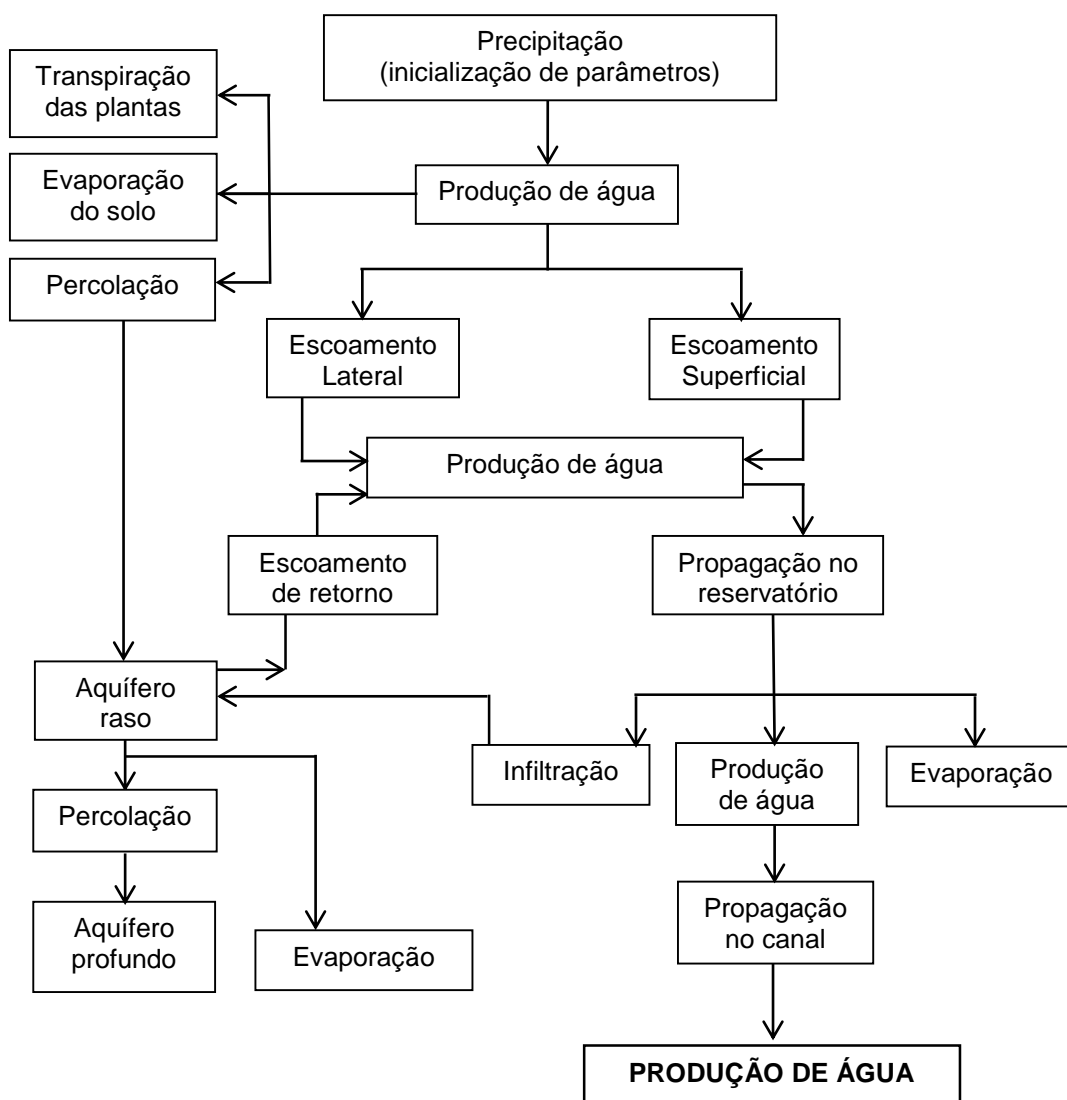 Precipitação
(inicialização de parâmetros)
Transpiração
das plantas
Evaporação
do solo
Produção de água
Percolação
Escoamento
Lateral
Escoamento
Superficial
Produção de água
Escoamento
de retorno
Propagação no
reservatório
Aquífero
raso
Infiltração
Produção
de água
Evaporação
Percolação
Aquífero
profundo
Evaporação
Propagação
no canal
PRODUÇÃO DE ÁGUA